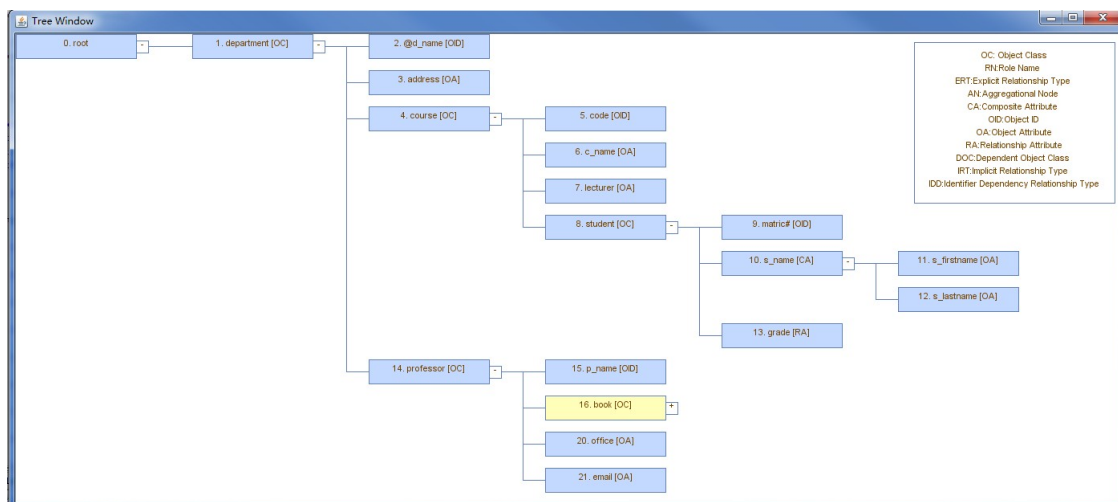 Tree Window
0. root
-
1. department [OC]
-
2. @d_name [OID]
3. address [OA]
4. course [OC]
-
5. code [OID]
6. c_name [OA]
7. lecturer [OA]
8. student [OC]
-
9. matric# [OID]
10. s_name [CA]
-
11. s_firstname [OA]
12. s_lastname [OA]
13. grade [RA]
14. professor [OC]
-
15. p_name [OID]
16. book [OC]
+
20. office [OA]
21. email [OA]
OC: Object Class
RN:Role Name
ERT:Explicit Relationship Type
AN:Aggregational Node
CA:Composite Attribute
OID:Object ID
OA:Object Attribute
RA:Relationship Attribute
DOC:Dependent Object Class
IRT:Implicit Relationship Type
IDD:Identifier Dependency Relationship Type